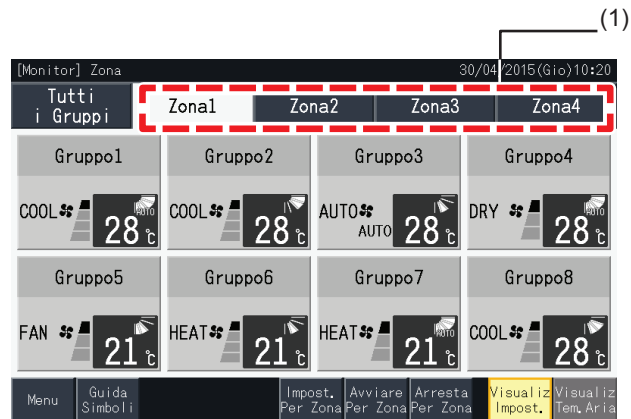 (1)
[Monitor] Zona 30/04/2015(Gio)10:20
Tutti
i Gruppi
Zona1 Zona2 Zona3 Zona4
Gruppo1 Gruppo2 Gruppo3 Gruppo4
COOL AUTO 28 °C COOL 28 °C AUTO AUTO 28 °C DRY AUTO 28 °C
Gruppo5 Gruppo6 Gruppo7 Gruppo8
FAN 21 °C HEAT 21 °C HEAT AUTO 21 °C COOL 28 °C
Menu
Guida
Simboli
Impost.
Per Zona
Avviare
Per Zona
Arresta
Per Zona
Visualiz
Impost.
Visualiz
Tem.Aria